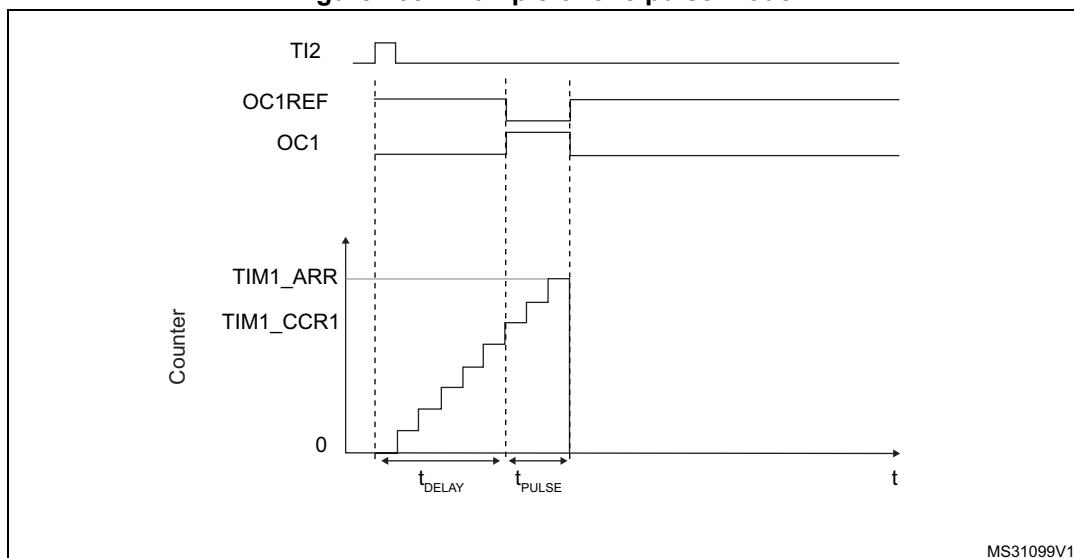 TI2
OC1REF
OC1
TIM1_ARR
TIM1_CCR1
Counter
0
tDELAY
tPULSE
t
MS31099V1